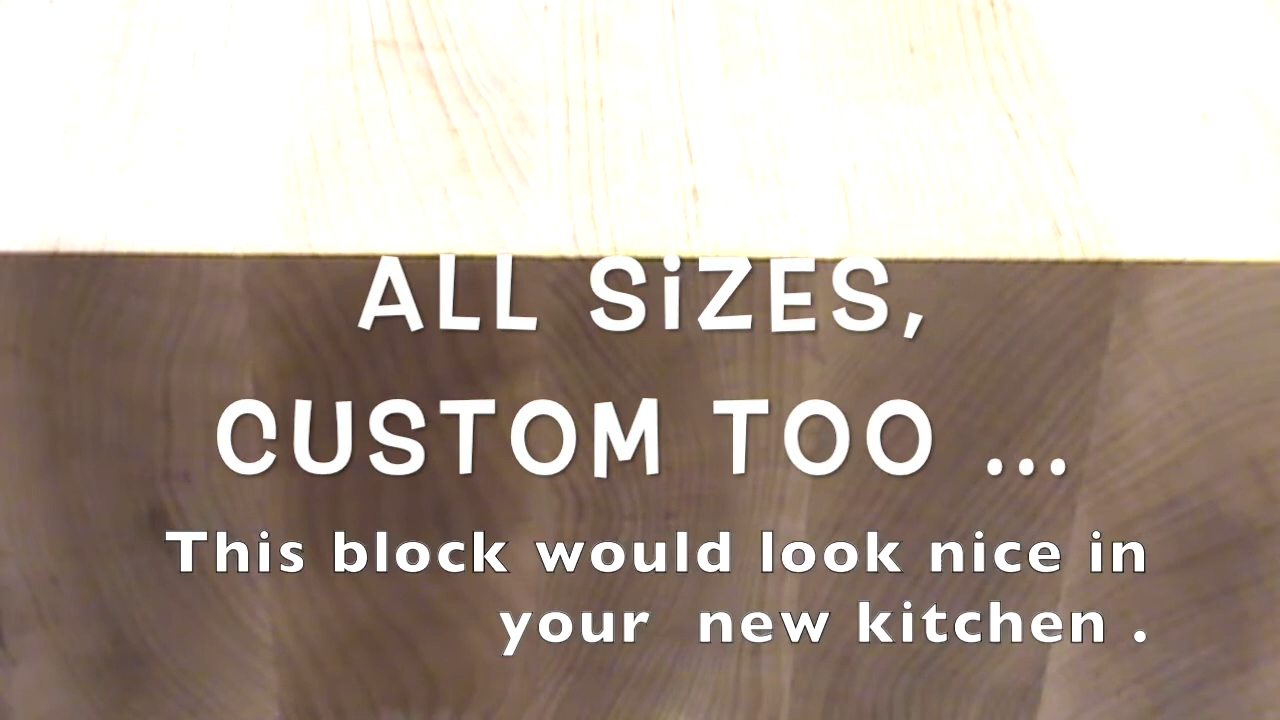 ALL SiZES,
CUSTOM TOO ...
This block would look nice in
your  new kitchen .